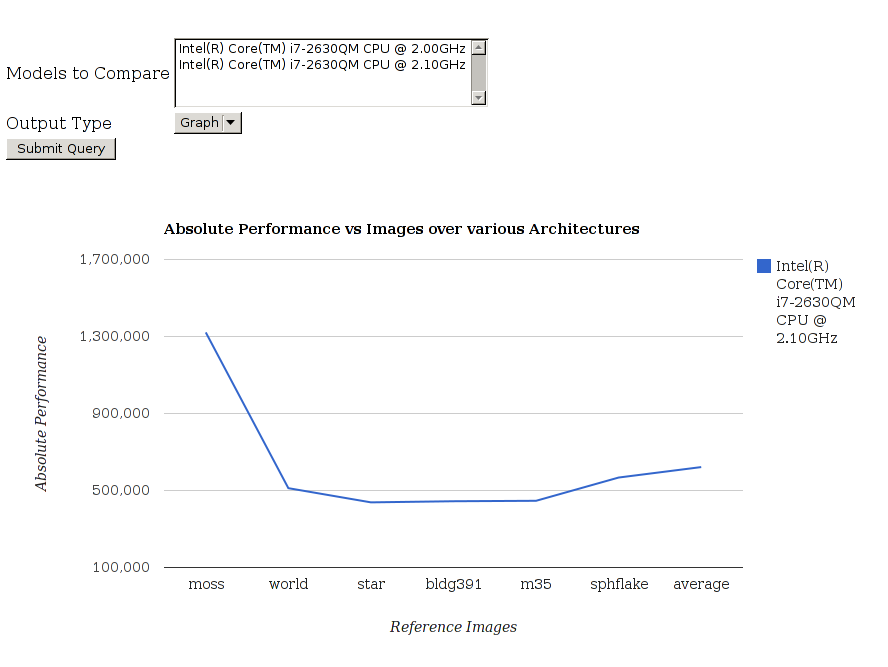 Intel(R) Core(TM) i7-2630QM CPU @ 2.00GHz
Intel(R) Core(TM) i7-2630QM CPU @ 2.10GHz
Models to Compare
Output Type
Graph
Submit Query
Absolute Performance vs Images over various Architectures
1,700,000
1,300,000
900,000
500,000
100,000
Absolute Performance
Intel(R)
Core(TM)
i7-2630QM
CPU @
2.10GHz
moss world star bldg391 m35 sphflake average
Reference Images